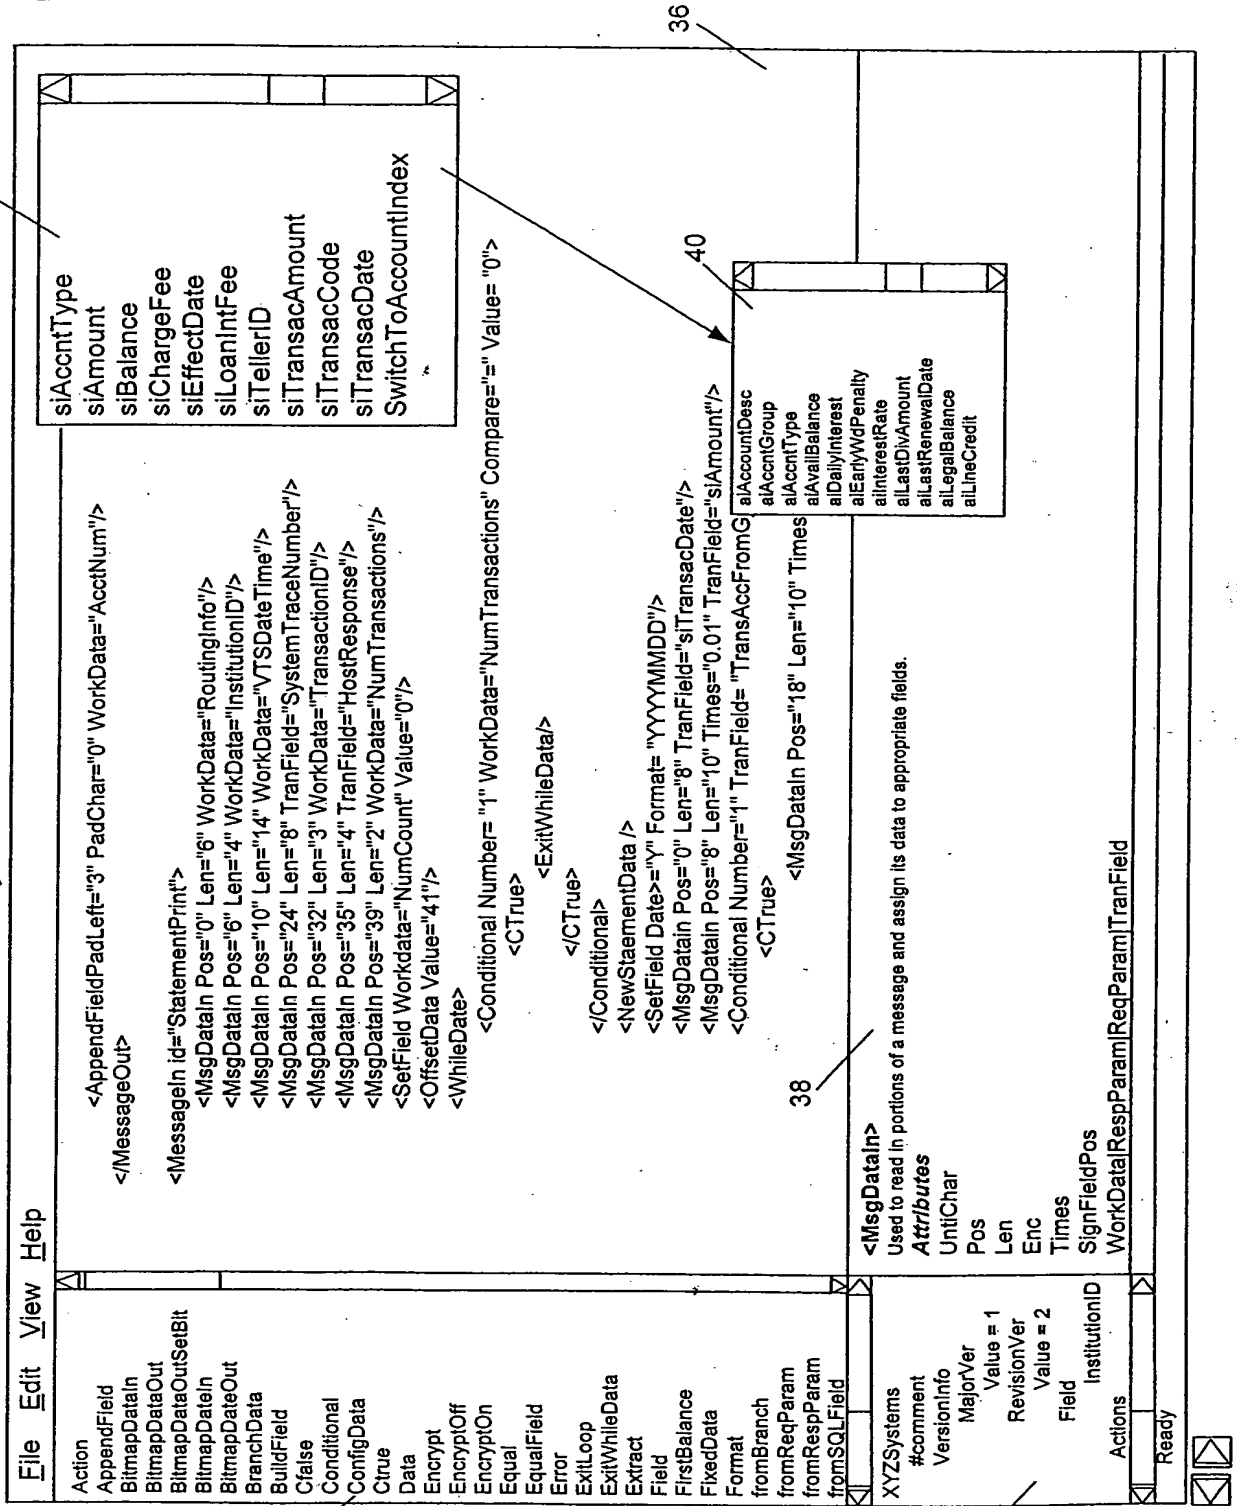 File Edit View Help
Action
AppendField
BitmapDataIn
BitmapDataOut
BitmapDataOutSetBit
BitmapDateIn
BitmapDateOut
BranchData
BuildField
Cfalse
Conditional
ConfigData
Ctrue
Data
Encrypt
EncryptOff
EncryptOn
Equal
EqualField
Error
ExitLoop
ExitWhileData
Extract
Field
FirstBalance
FixedData
Format
fromBranch
fromReqParam
fromRespParam
fromSQLField
<AppendFieldPadLeft="3" PadChar="0" WorkData="AcctNum"/>
</MessageOut>
<MessageIn id="StatementPrint">
<MsgDataIn Pos="0" Len="6" WorkData="RoutingInfo"/>
<MsgDataIn Pos="6" Len="4" WorkData="InstitutionID"/>
<MsgDataIn Pos="10" Len="14" WorkData="VTSDateTime"/>
<MsgDataIn Pos="24" Len="8" TranField="SystemTraceNumber"/>
<MsgDataIn Pos="32" Len="3" WorkData="TransactionID"/>
<MsgDataIn Pos="35" Len="4" TranField="HostResponse"/>
<MsgDataIn Pos="39" Len="2" WorkData="NumTransactions"/>
<SetField Workdata="NumCount" Value="0"/>
<OffsetData Value="41"/>
<WhileDate>
<Conditional Number= "1" WorkData="NumTransactions" Compare="=" Value= "0">
<CTrue>
<ExitWhileData/>
</CTrue>
</Conditional>
<NewStaementData />
<SetField Date>="Y" Format= "YYYYMMDD"/>
<MsgDataIn Pos="0" Len="8" TranField="siTransacDate"/>
<MsgDataIn Pos="8" Len="10" Times="0.01" TranField="siAmount"/>
<Conditional Number="1" TranField= "TransAccFromG
<CTrue>
<MsgDataIn Pos="18" Len="10" Times
siAccntType
siAmount
siBalance
siChargeFee
siEffectDate
siLoanIntFee
siTellerID
siTransacAmount
siTransacCode
siTransacDate
SwitchToAccountIndex
36
40
aiAccountDesc
aiAccntGroup
aiAccntType
aiAvailBalance
aiDailyInterest
aiEarlyWdPenalty
aiInterestRate
aiLastDivAmount
aiLastRenewalDate
aiLegalBalance
aiLineCredit
38
XYZSystems
#comment
VersionInfo
MajorVer
Value = 1
RevisionVer
Value = 2
Field
InstitutionID
Actions
<MsgDataIn>
Used to read in portions of a message and assign its data to appropriate fields.
Attributes
UntiChar
Pos
Len
Enc
Times
SignFieldPos
WorkData|RespParam|ReqParam|TranField
Ready